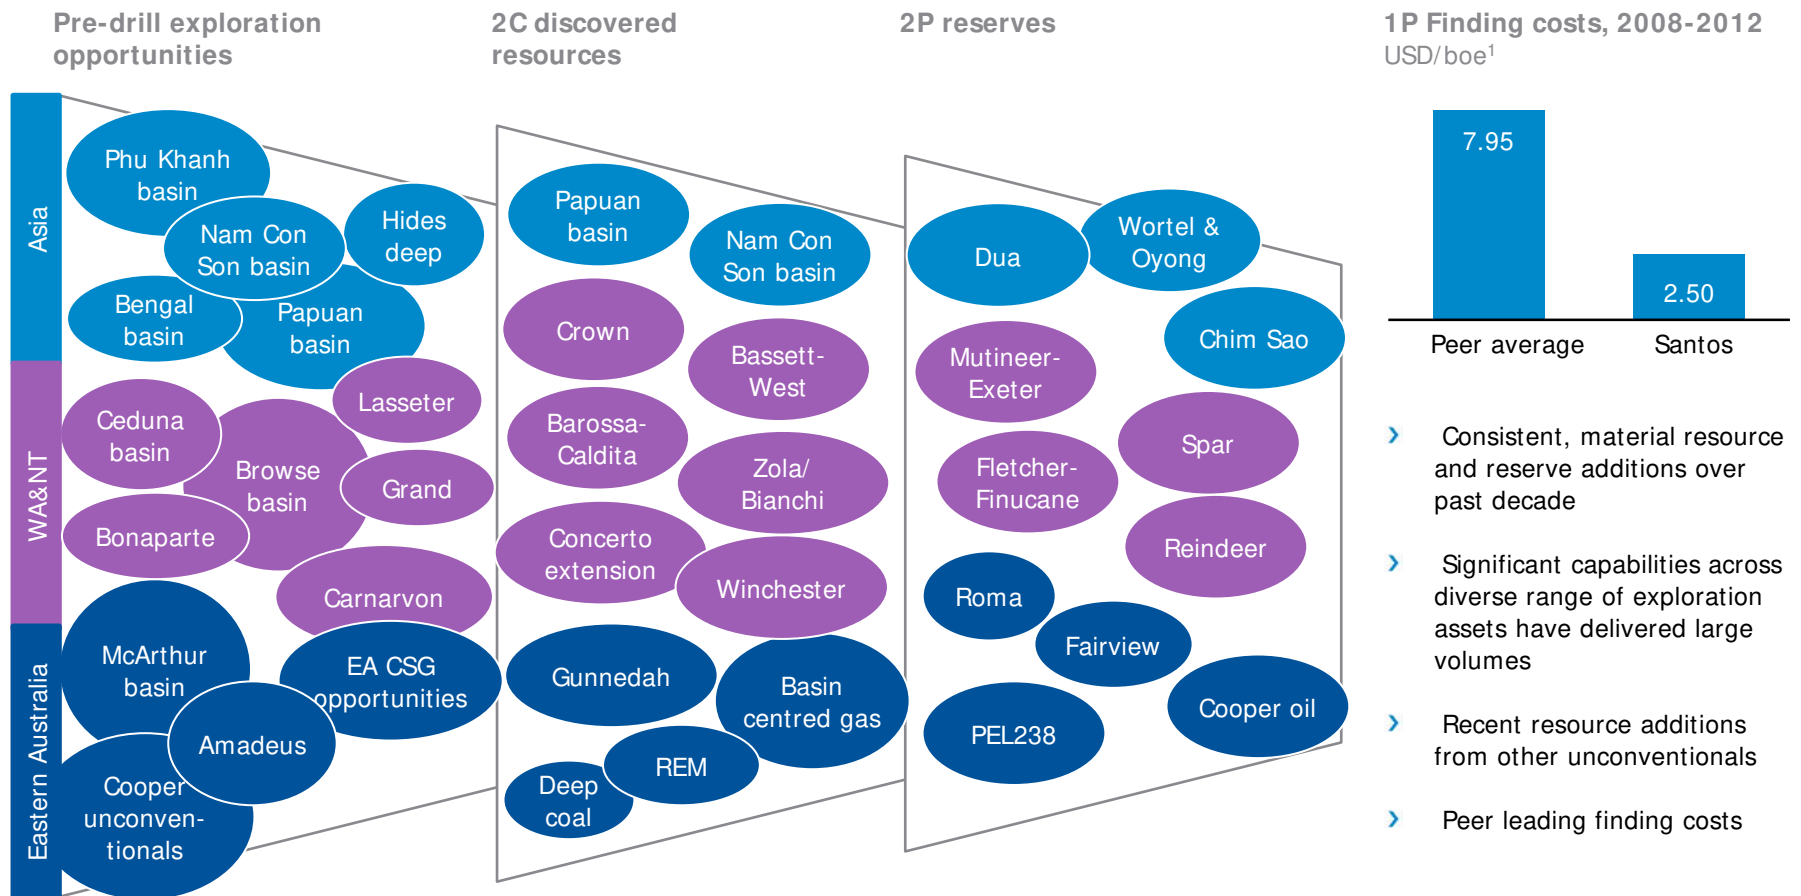 Pre-drill exploration
opportunities
2C discovered
resources
2P reserves
1P Finding costs, 2008-2012
USD/boe1
Asia
WA&NT
Eastern Australia
Phu Khanh
basin
Nam Con
Son basin
Hides
deep
Bengal
basin
Papuan
basin
Ceduna
basin
Browse
basin
Lasseter
Grand
Bonaparte
Carnarvon
McArthur
basin
EA CSG
opportunities
Amadeus
Cooper
unconven-
tionals
Papuan
basin
Nam Con
Son basin
Crown
Bassett-
West
Barossa-
Caldita
Zola/
Bianchi
Concerto
extension
Winchester
Gunnedah
Basin
centred gas
REM
Deep
coal
Dua
Wortel &
Oyong
Chim Sao
Mutineer-
Exeter
Spar
Fletcher-
Finucane
Reindeer
Roma
Fairview
PEL238
Cooper oil
7.95
2.50
Peer average
Santos
› Consistent, material resource
and reserve additions over
past decade
› Significant capabilities across
diverse range of exploration
assets have delivered large
volumes
› Recent resource additions
from other unconventionals
› Peer leading finding costs